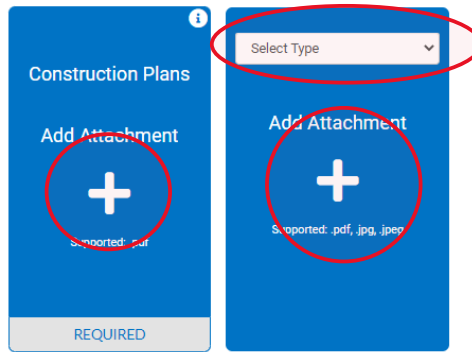 Construction Plans
Add Attachment
Supported: .pdf
REQUIRED
Select Type
Add Attachment
Supported: .pdf, .jpg, .jpeg